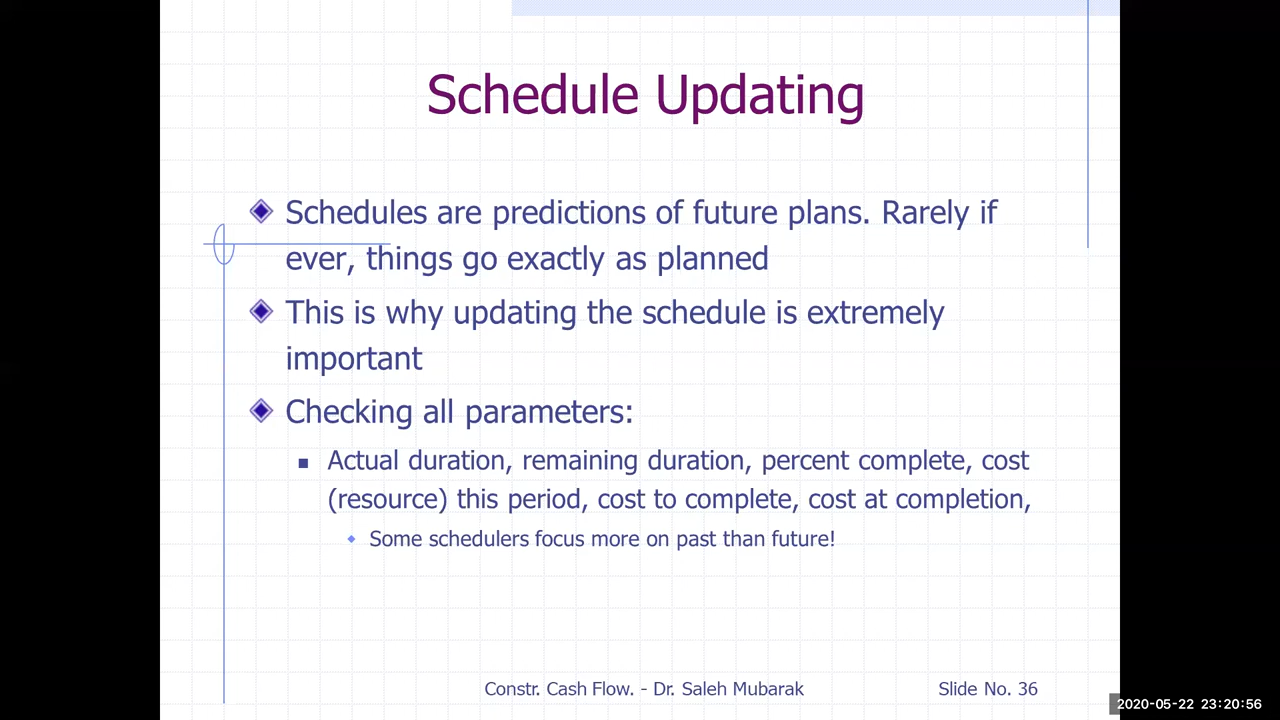 Schedule Updating
Schedules are predictions of future plans. Rarely if
ever, things go exactly as planned
This is why updating the schedule is extremely
important
Checking all parameters:
Actual duration, remaining duration, percent complete, cost
(resource) this period, cost to complete, cost at completion,
Some schedulers focus more on past than future!
Constr. Cash Flow. - Dr. Saleh Mubarak
Slide No. 36
2020-05-22 23:20:56